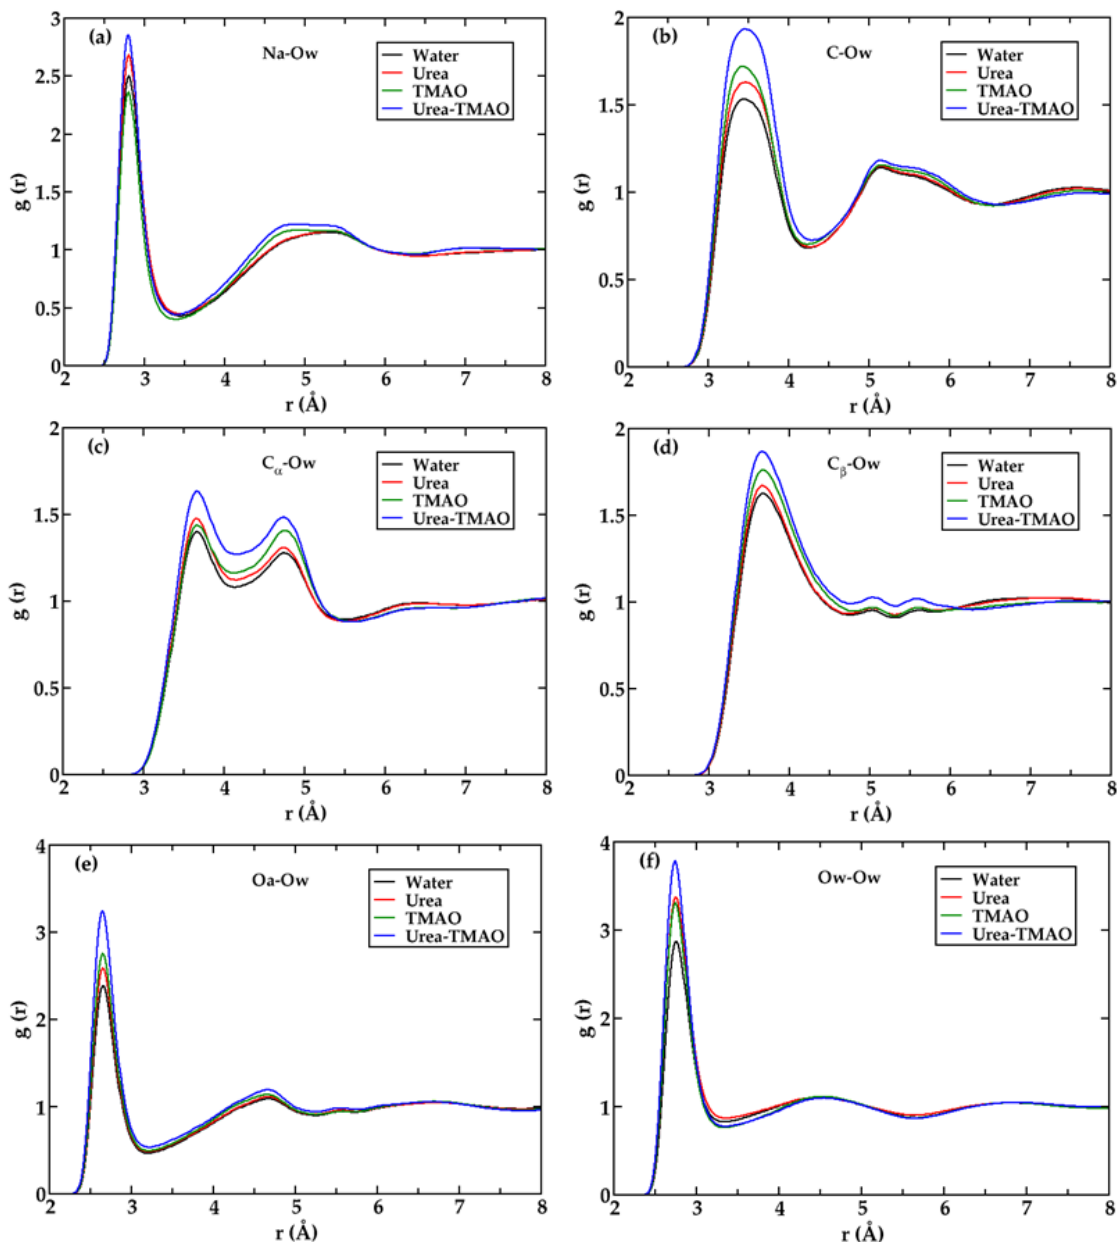 (a)
Na-Ow
Water
Urea
TMAO
Urea-TMAO
g (r)
3
2.5
2
1.5
1
0.5
0
2 3 4 5 6 7 8
r (Å)
(b)
C-Ow
Water
Urea
TMAO
Urea-TMAO
g (r)
2
1.5
1
0.5
0
2 3 4 5 6 7 8
r (Å)
(c)
Cα-Ow
Water
Urea
TMAO
Urea-TMAO
g (r)
2
1.5
1
0.5
0
2 3 4 5 6 7 8
r (Å)
(d)
Cβ-Ow
Water
Urea
TMAO
Urea-TMAO
g (r)
2
1.5
1
0.5
0
2 3 4 5 6 7 8
r (Å)
(e)
Oa-Ow
Water
Urea
TMAO
Urea-TMAO
g (r)
4
3
2
1
0
2 3 4 5 6 7 8
r (Å)
(f)
Ow-Ow
Water
Urea
TMAO
Urea-TMAO
g (r)
4
3
2
1
0
2 3 4 5 6 7 8
r (Å)